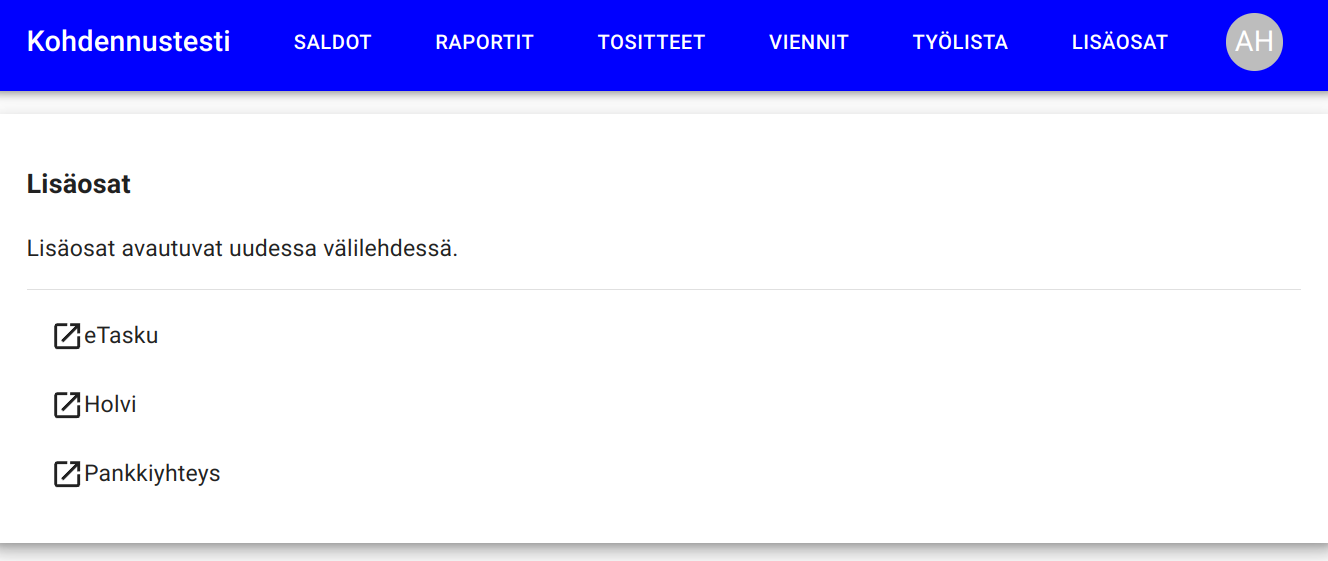 Kohdennustesti SALDOT RAPORTIT TOSITTEET VIENNIT TYÖLISTA LISÄOSAT AH
Lisäosat
Lisäosat avautuvat uudessa välilehdessä.
eTasku
Holvi
Pankkiyhteys